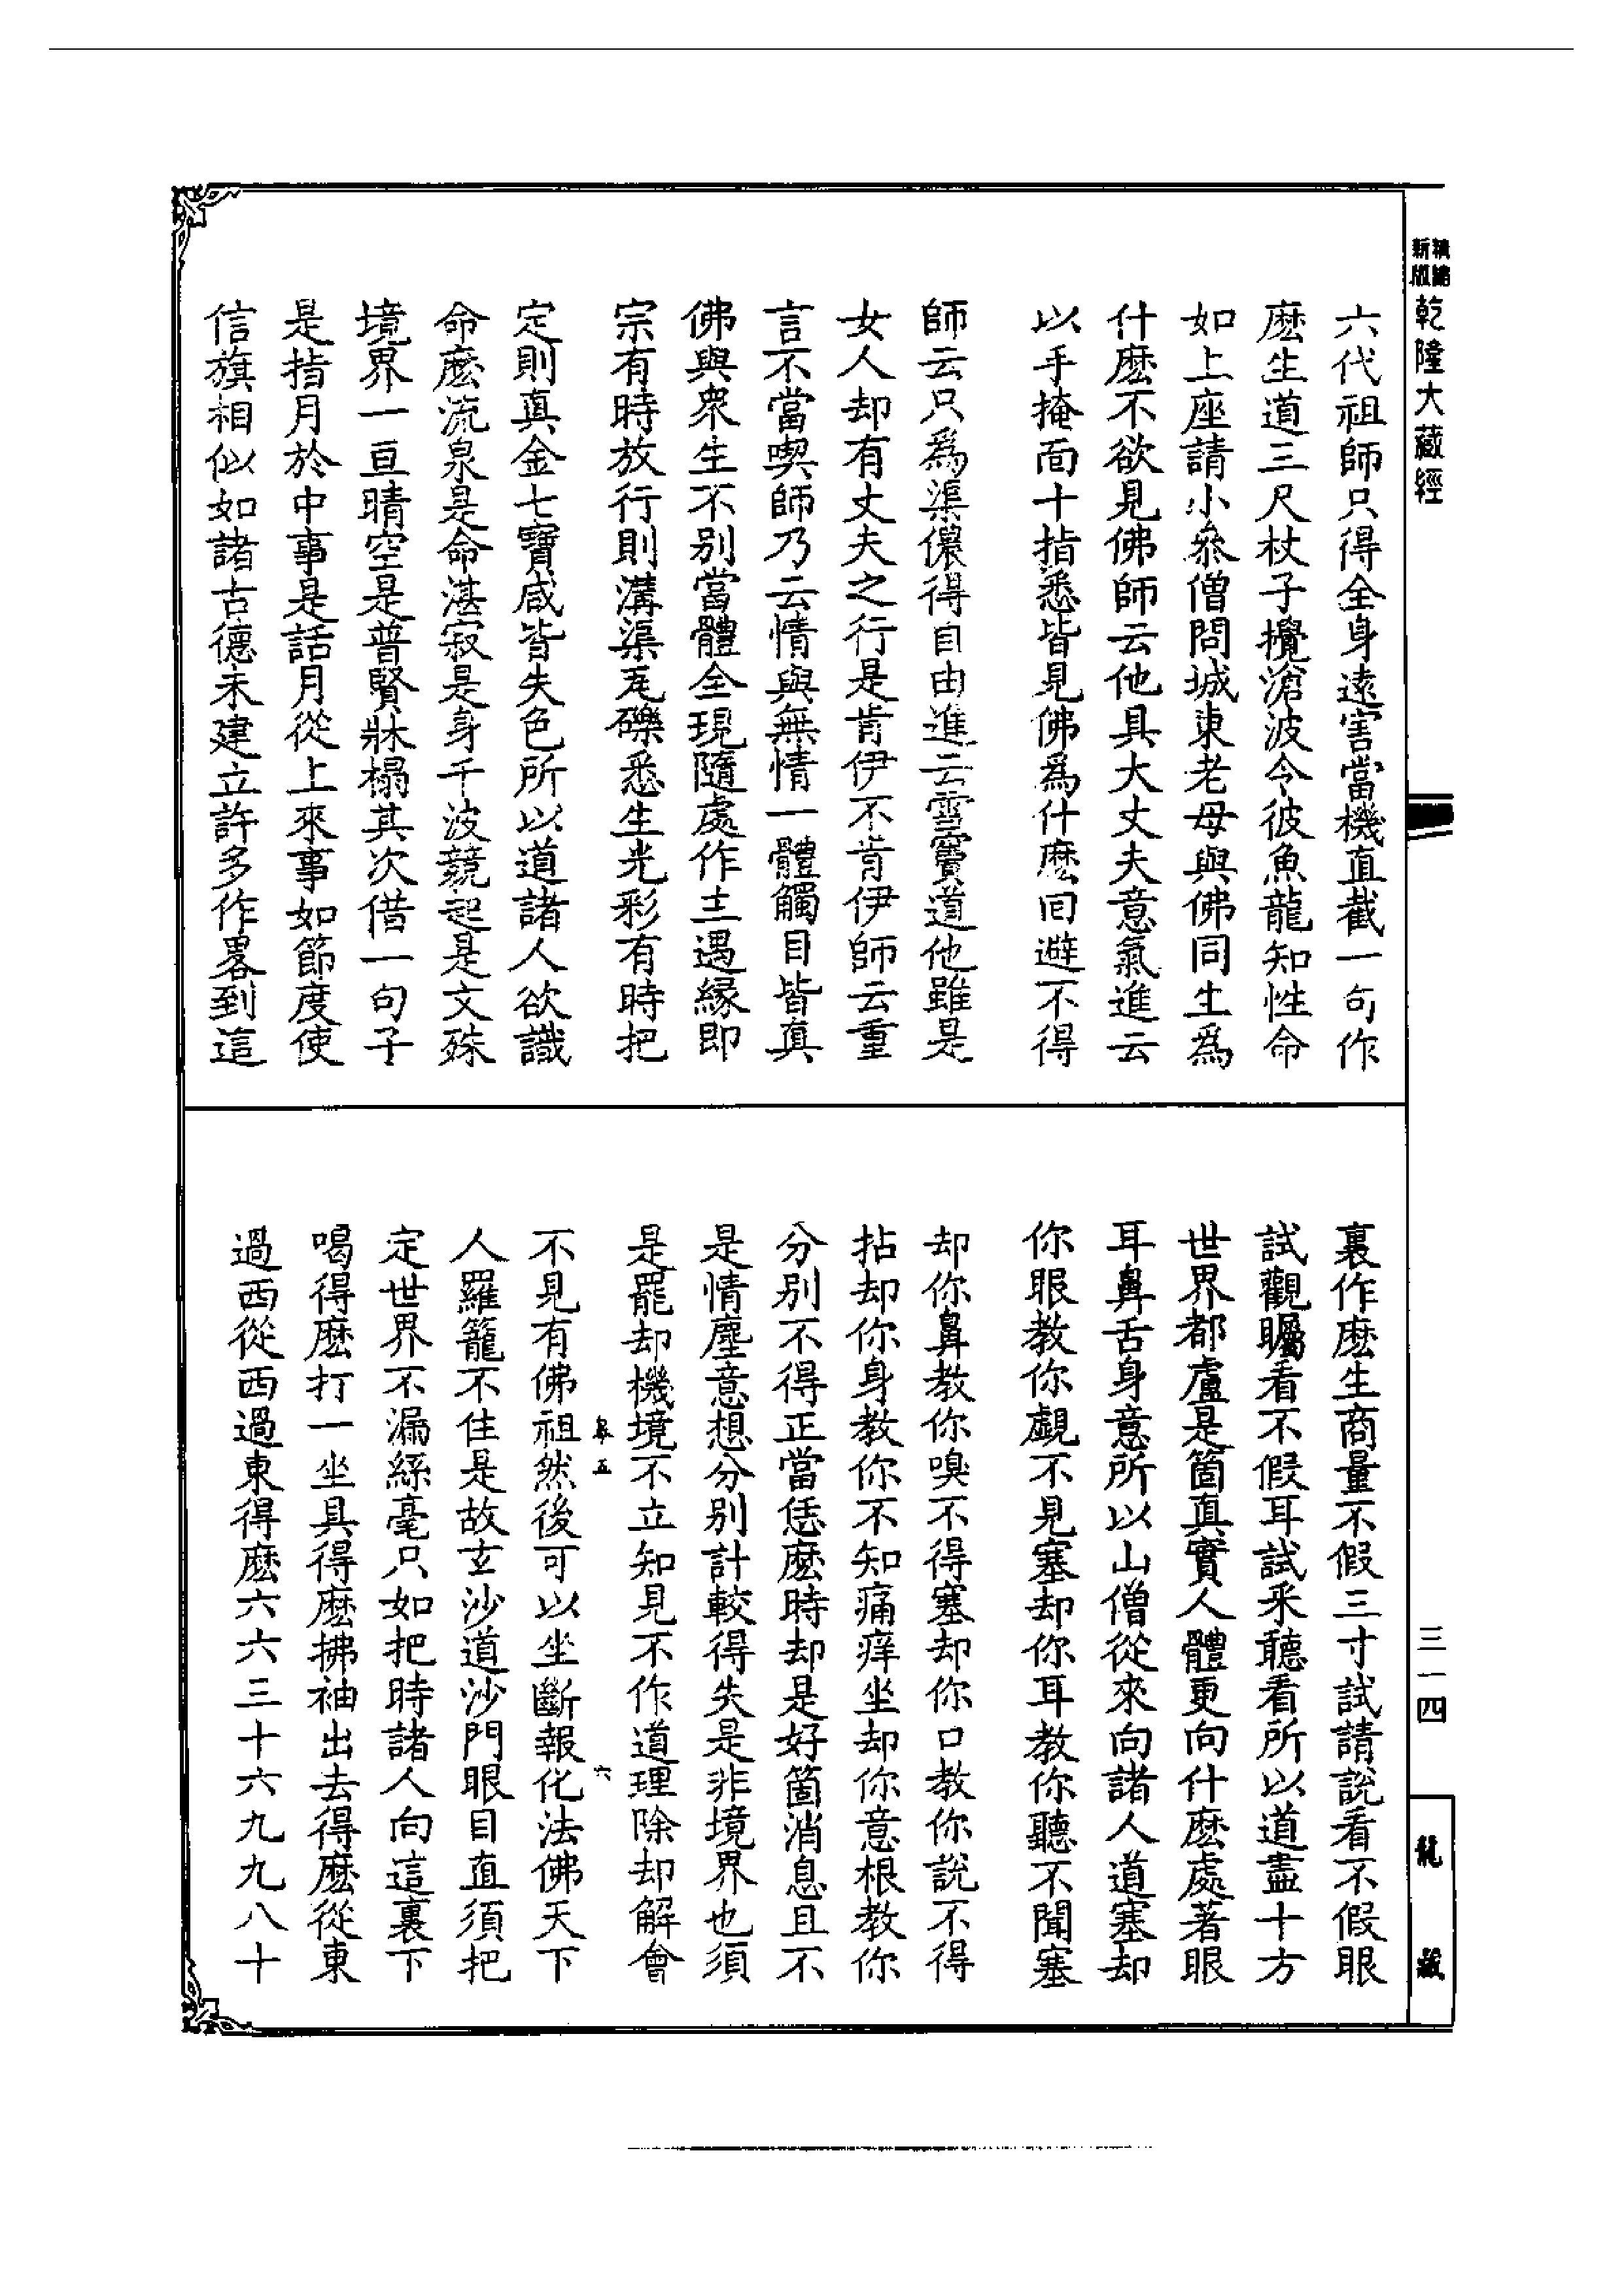 新版精縮乾隆大藏經
六代祖師只得全身遠害當機直截一句作
麽生道三尺杖子攪滄波令彼魚龍知性命
如上座請小叅僧問城東老母與佛同生爲
什麽不欲見佛師云他具大丈夫意氣進云
以手掩面十指悉皆見佛爲什麽回避不得
師云只爲渠儂得自由進云雪竇道他雖是
女人却有丈夫之行是肯伊不肯伊師云重
言不當喫師乃云情與無情一體觸目皆真
佛與衆生不别當體全現隨處作主遇緣即
宗有時放行則溝渠瓦礫悉生光彩有時把
定則真金七寶咸皆失色所以道諸人欲識
命麽流泉是命湛寂是身千波競起是文殊
境界一亘晴空是普賢牀榻其次借一句子
是指月於中事是話月從上來事如節度使
信旗相似如諸古德未建立許多作畧到這
裏作麽生商量不假三寸試請說看不假眼
試觀矚看不假耳試采聽看所以道盡十方
世界都盧是箇真實人體更向什麽處著眼
耳鼻舌身意所以山僧從來向諸人道塞却
你眼教你覷不見塞却你耳教你聽不聞塞
却你鼻教你嗅不得塞却你口教你說不得
拈却你身教你不知痛痒坐却你意根教你
分别不得正當恁麽時却是好箇消息且不
是情塵意想分别計較得失是非境界也須
是罷却機境不立知見不作道理除却解會
不見有佛祖然後可以坐斷報化法佛天下
人羅籠不住是故玄沙道沙門眼目直須把
定世界不漏絲毫只如把時諸人向這裏下
喝得麽打一坐具得麽拂袖出去得麽從東
過西從西過東得麽六六三十六九九八十
五 六
三一四
龍藏